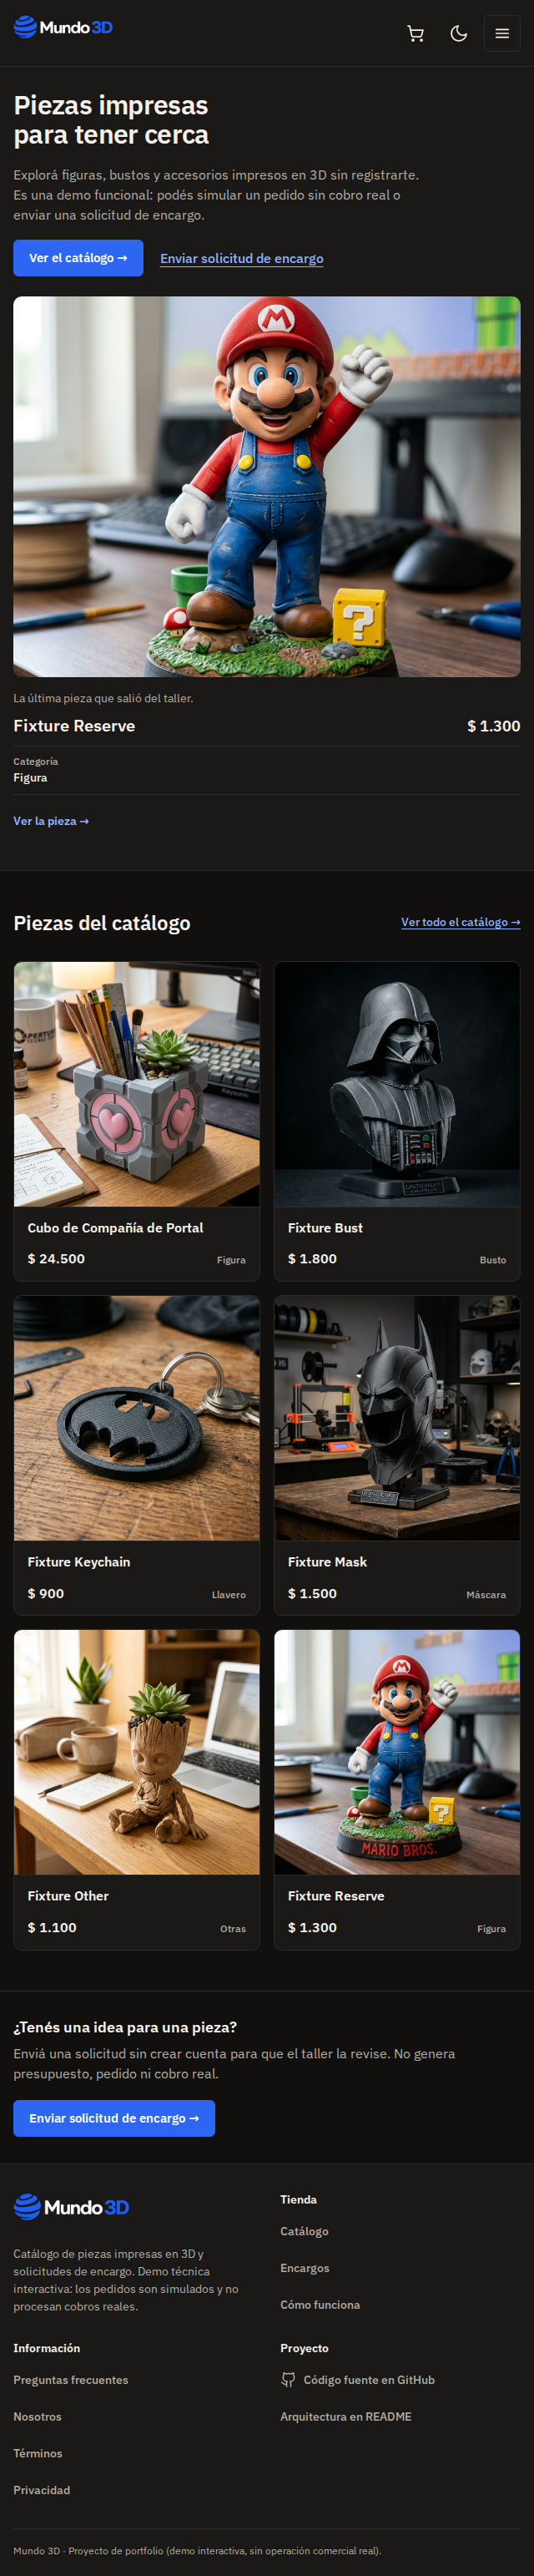 Mundo 3D
Piezas impresas
para tener cerca
Explorá figuras, bustos y accesorios impresos en 3D sin registrarte.
Es una demo funcional: podés simular un pedido sin cobro real o
enviar una solicitud de encargo.
Ver el catálogo →
Enviar solicitud de encargo
M
?
La última pieza que salió del taller.
Fixture Reserve
$ 1.300
Categoría
Figura
Ver la pieza →
Piezas del catálogo
Ver todo el catálogo →
Cubo de Compañía de Portal
$ 24.500
Figura
Fixture Bust
$ 1.800
Busto
Fixture Keychain
$ 900
Llavero
Fixture Mask
$ 1.500
Máscara
M
?
MARIO BROS.
Fixture Other
$ 1.100
Otras
Fixture Reserve
$ 1.300
Figura
¿Tenés una idea para una pieza?
Enviá una solicitud sin crear cuenta para que el taller la revise. No genera
presupuesto, pedido ni cobro real.
Enviar solicitud de encargo →
Mundo 3D
Catálogo de piezas impresas en 3D y
solicitudes de encargo. Demo técnica
interactiva: los pedidos son simulados y no
procesan cobros reales.
Tienda
Catálogo
Encargos
Cómo funciona
Información
Preguntas frecuentes
Nosotros
Términos
Privacidad
Proyecto
Código fuente en GitHub
Arquitectura en README
Mundo 3D · Proyecto de portfolio (demo interactiva, sin operación comercial real).